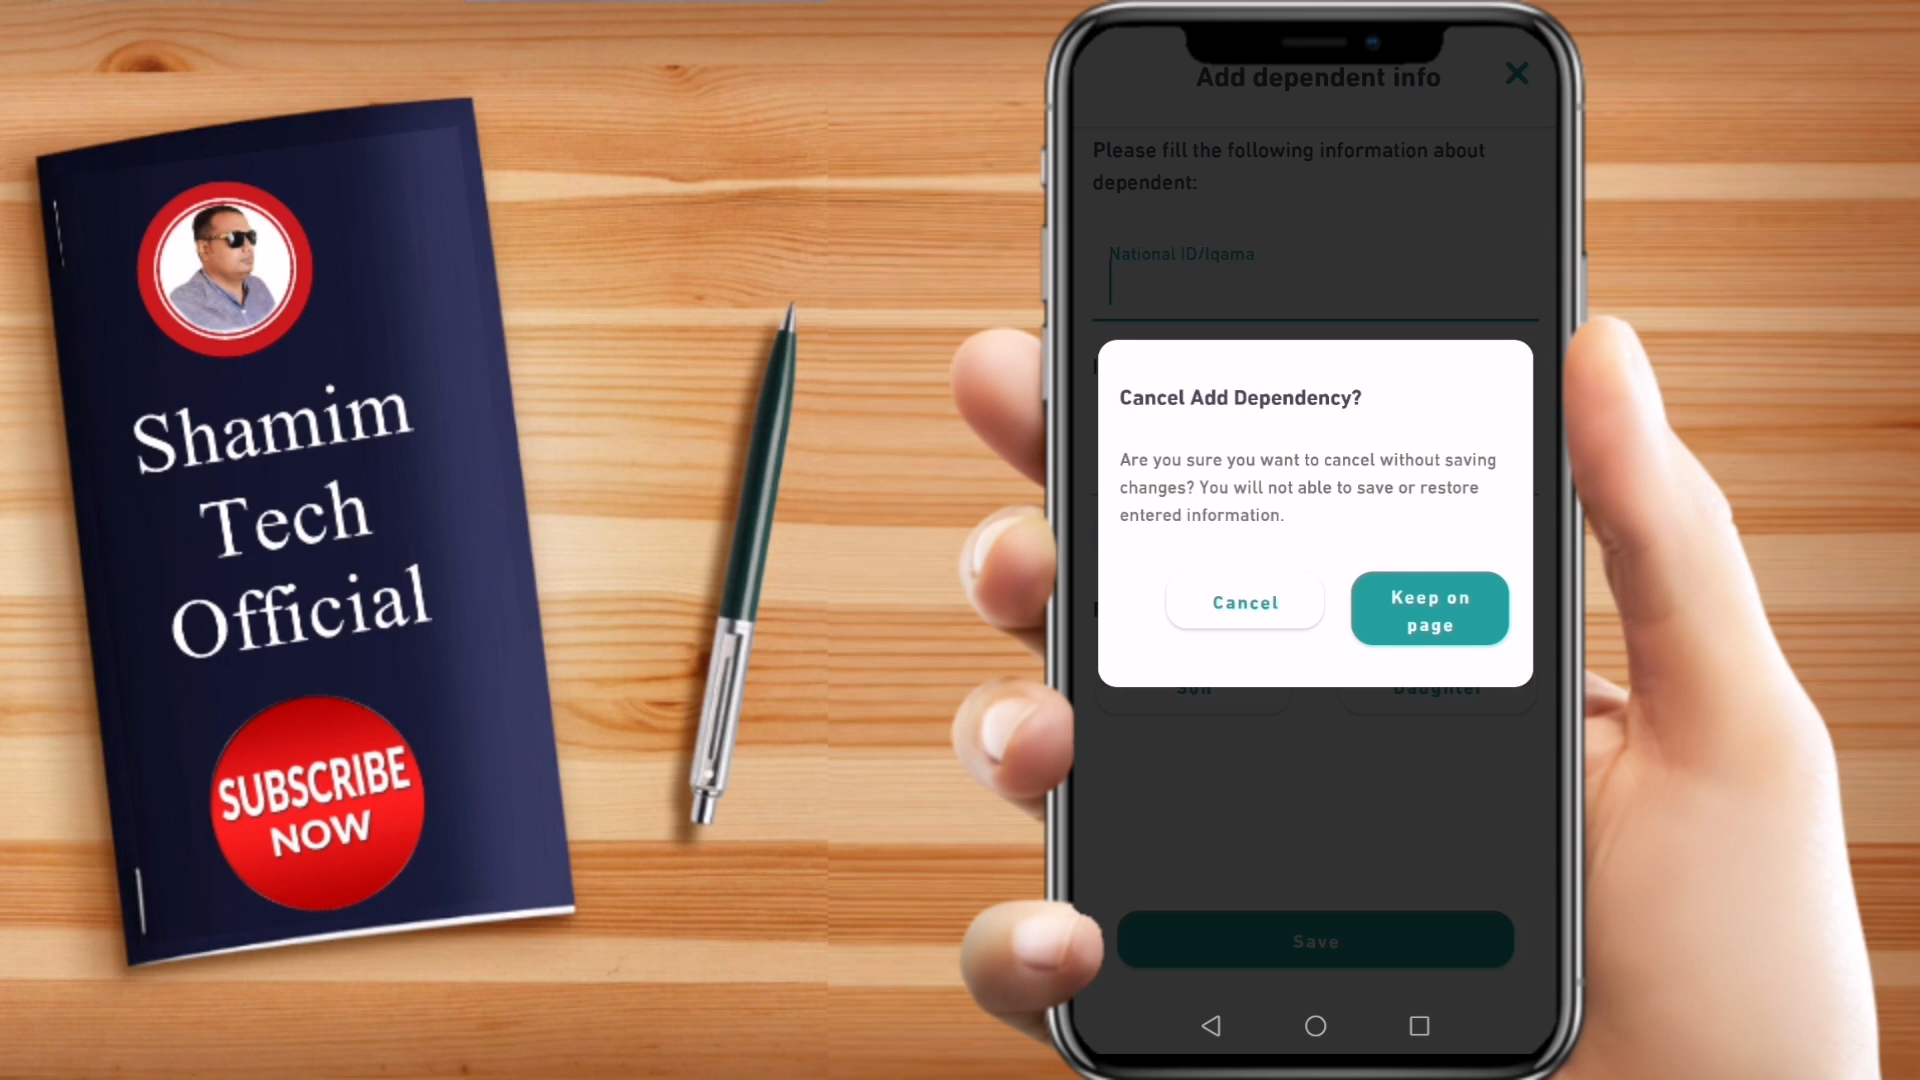 Shamim
Tech
Official
SUBSCRIBE
NOW
Add dependent info
Please fill the following information about
dependent:
National ID/Iqama
Cancel Add Dependency?
Are you sure you want to cancel without saving
changes? You will not able to save or restore
entered information.
Cancel
Keep on
page
Son
Daughter
Save